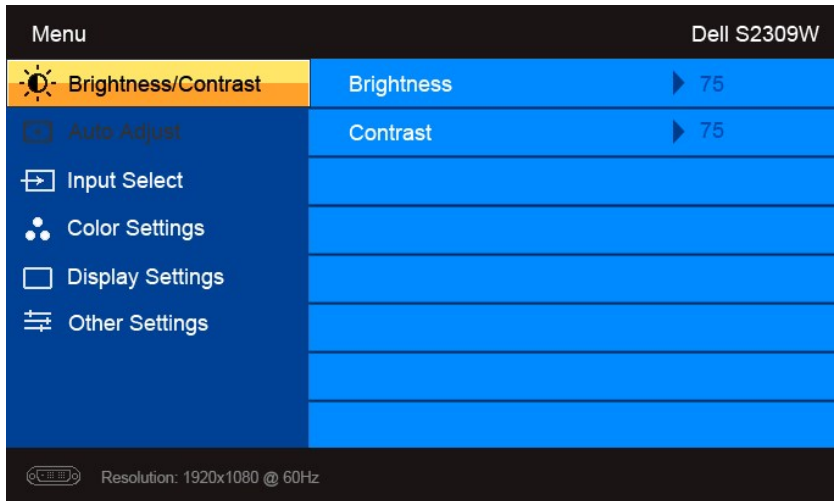 Menu Dell S2309W
Brightness/Contrast Brightness 75
Auto Adjust Contrast 75
Input Select
Color Settings
Display Settings
Other Settings
Resolution: 1920x1080 @ 60Hz